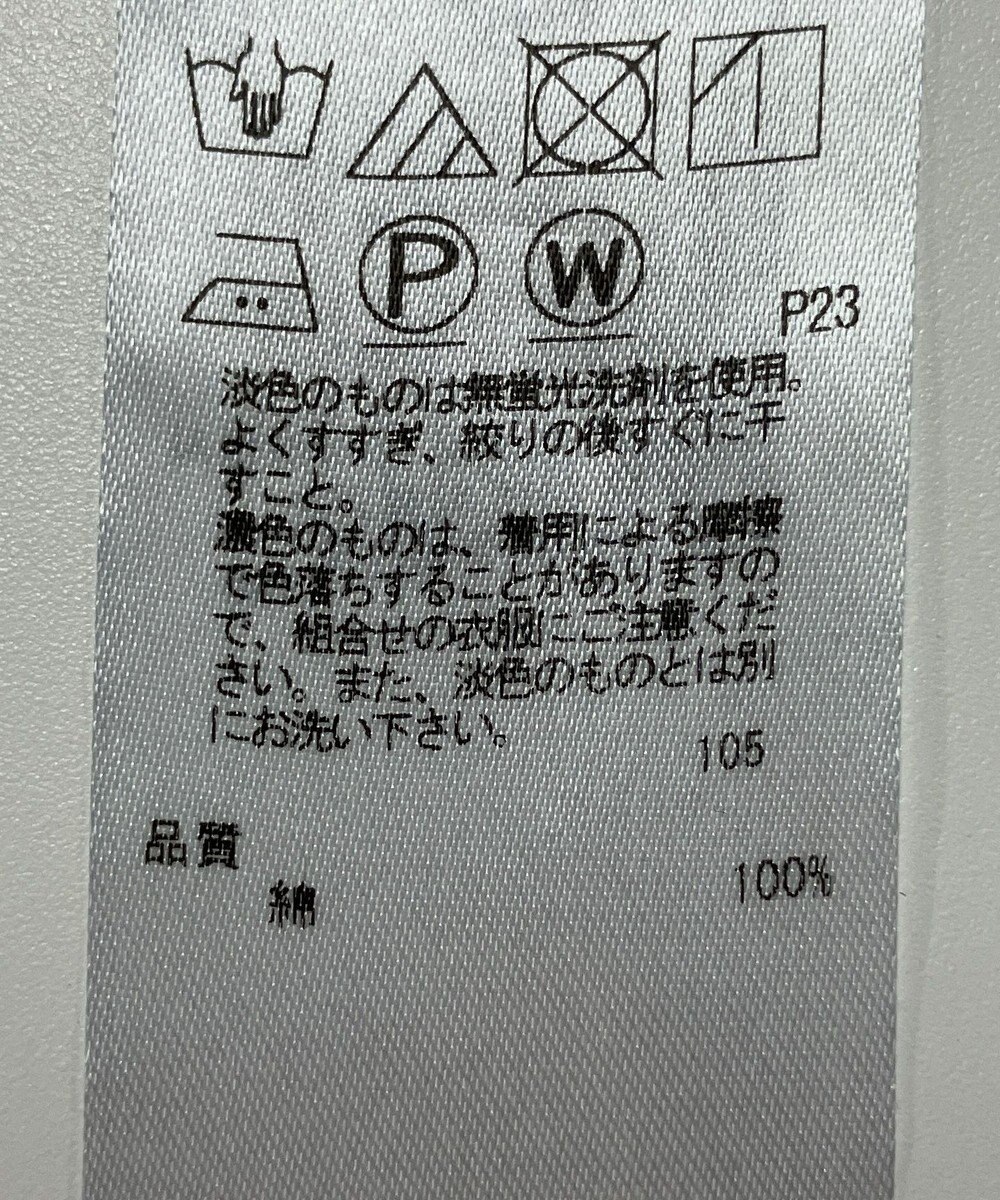 P
W
P23
淡色のものは無蛍光洗剤を使用。
よくすすぎ、絞りの後すぐに干
すこと。
濃色のものは、着用による摩擦
で色落ちすることがありますの
で、組合せの衣服にご注意くだ
さい。また、淡色のものとは別
にお洗い下さい。
105
品質
綿 100%